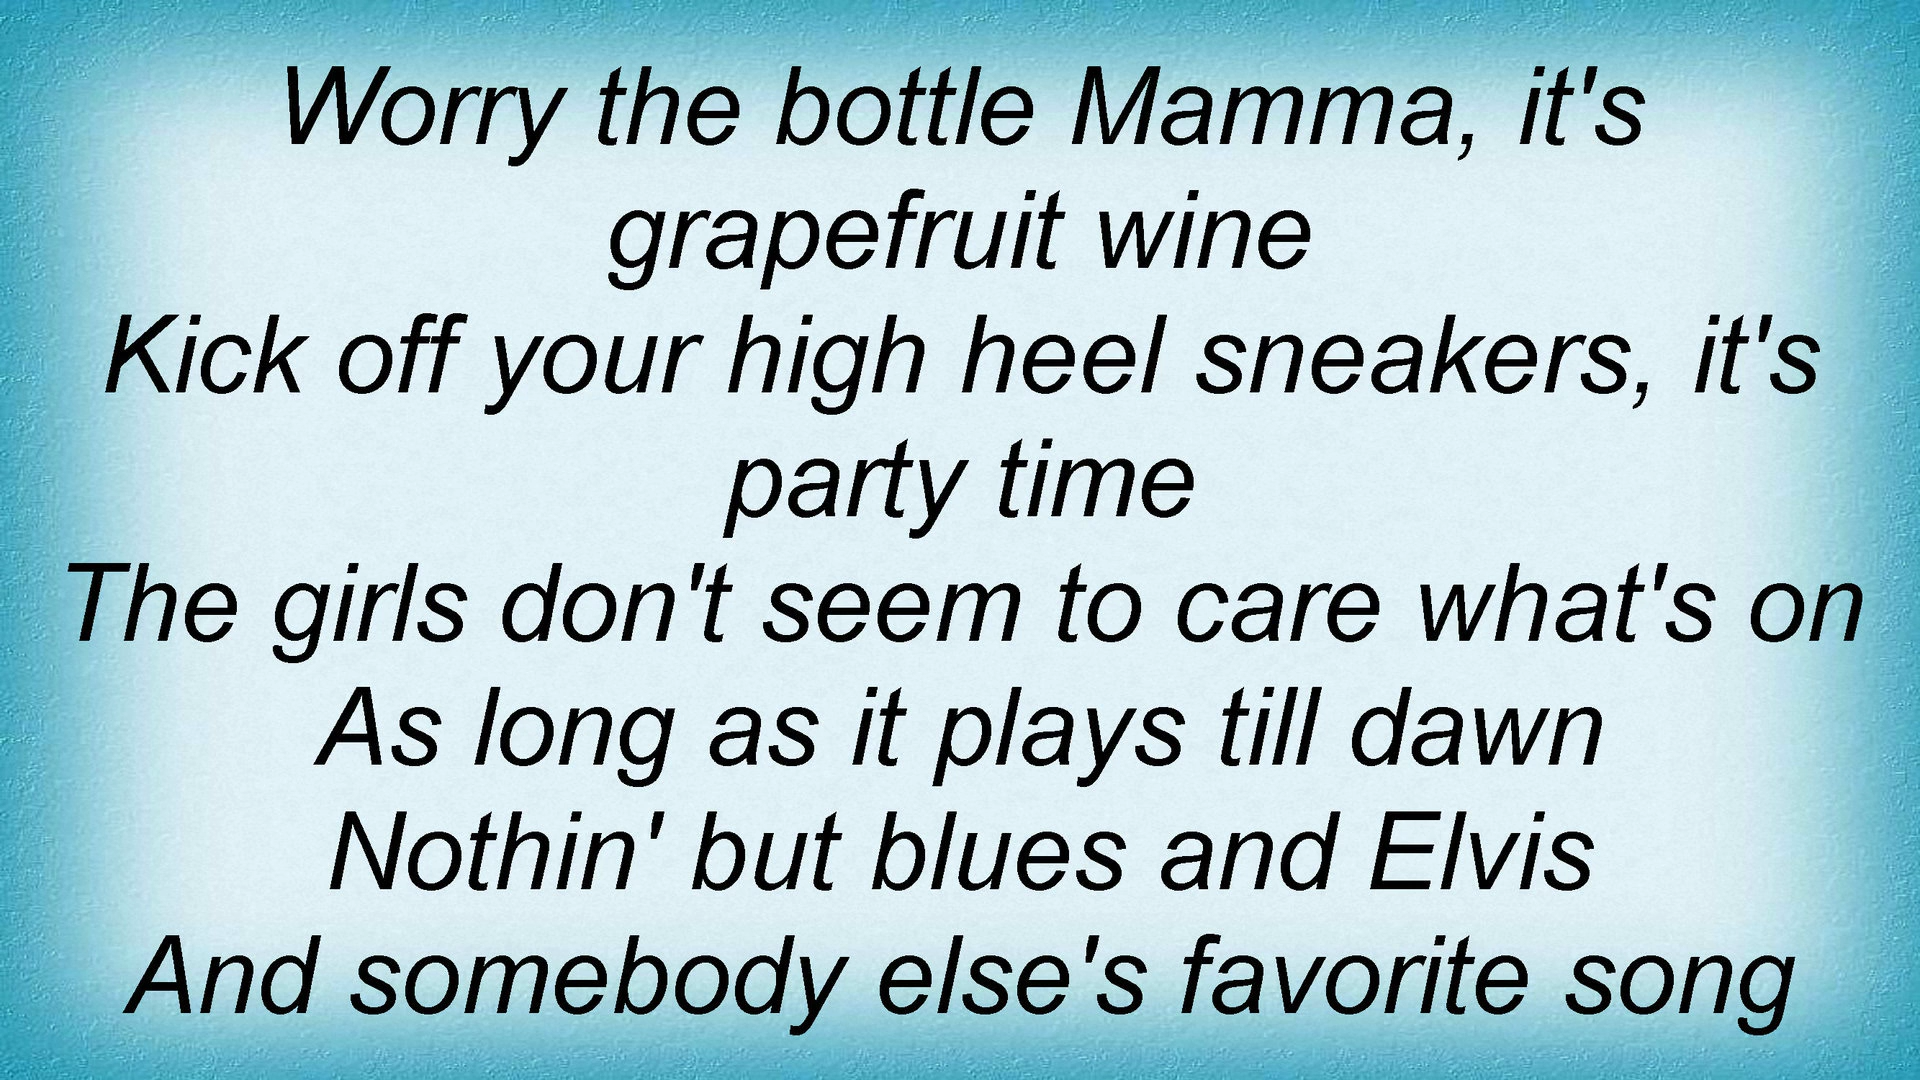 Worry the bottle Mamma, it's
grapefruit wine
Kick off your high heel sneakers, it's
party time
The girls don't seem to care what's on
As long as it plays till dawn
Nothin' but blues and Elvis
And somebody else's favorite song